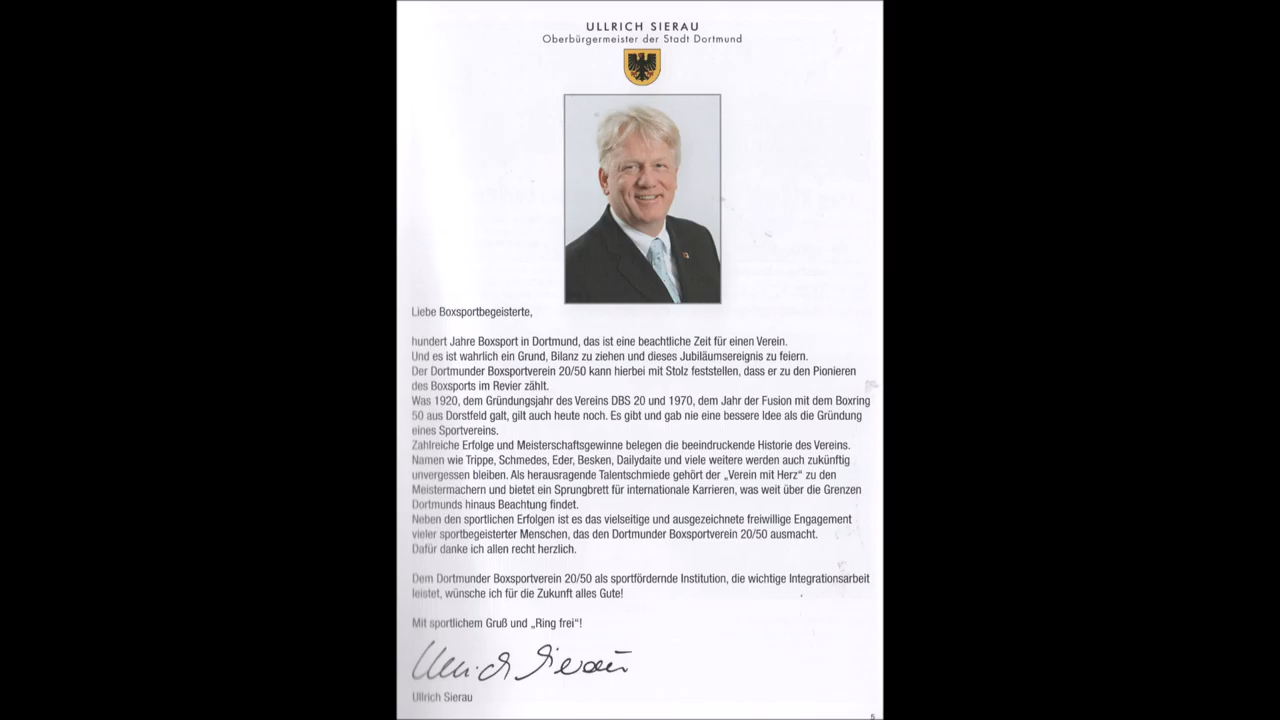 ULLRICH SIERAU
Oberbürgermeister der Stadt Dortmund
Liebe Boxsportbegeisterte,
hundert Jahre Boxsport in Dortmund, das ist eine beachtliche Zeit für einen Verein.
Und es ist wahrlich ein Grund, Bilanz zu ziehen und dieses Jubiläumsereignis zu feiern.
Der Dortmunder Boxsportverein 20/50 kann hierbei mit Stolz feststellen, dass er zu den Pionieren
des Boxsports im Revier zählt.
Was 1920, dem Gründungsjahr des Vereins DBS 20 und 1970, dem Jahr der Fusion mit dem Boxring
50 aus Dorstfeld galt, gilt auch heute noch. Es gibt und gab nie eine bessere Idee als die Gründung
eines Sportvereins.
Zahlreiche Erfolge und Meisterschaftsgewinne belegen die beeindruckende Historie des Vereins.
Namen wie Trippe, Schmedes, Eder, Besken, Dailydaite und viele weitere werden auch zukünftig
unvergessen bleiben. Als herausragende Talentschmiede gehört der „Verein mit Herz“ zu den
Meistermachern und bietet ein Sprungbrett für internationale Karrieren, was weit über die Grenzen
Dortmunds hinaus Beachtung findet.
Neben den sportlichen Erfolgen ist es das vielseitige und ausgezeichnete freiwillige Engagement
vieler sportbegeisterter Menschen, das den Dortmunder Boxsportverein 20/50 ausmacht.
Dafür danke ich allen recht herzlich.
Dem Dortmunder Boxsportverein 20/50 als sportfördernde Institution, die wichtige Integrationsarbeit
leistet, wünsche ich für die Zukunft alles Gute!
Mit sportlichem Gruß und „Ring frei“!
Ullrich Sierau
Ullrich Sierau
5